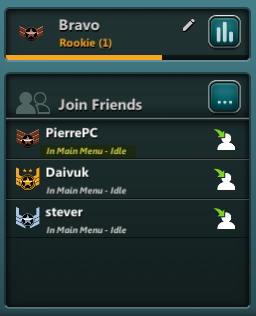 Bravo
Rookie (1)
Join Friends
...
PierrePC
In Main Menu - Idle
Daivuk
In Main Menu - Idle
stever
In Main Menu - Idle